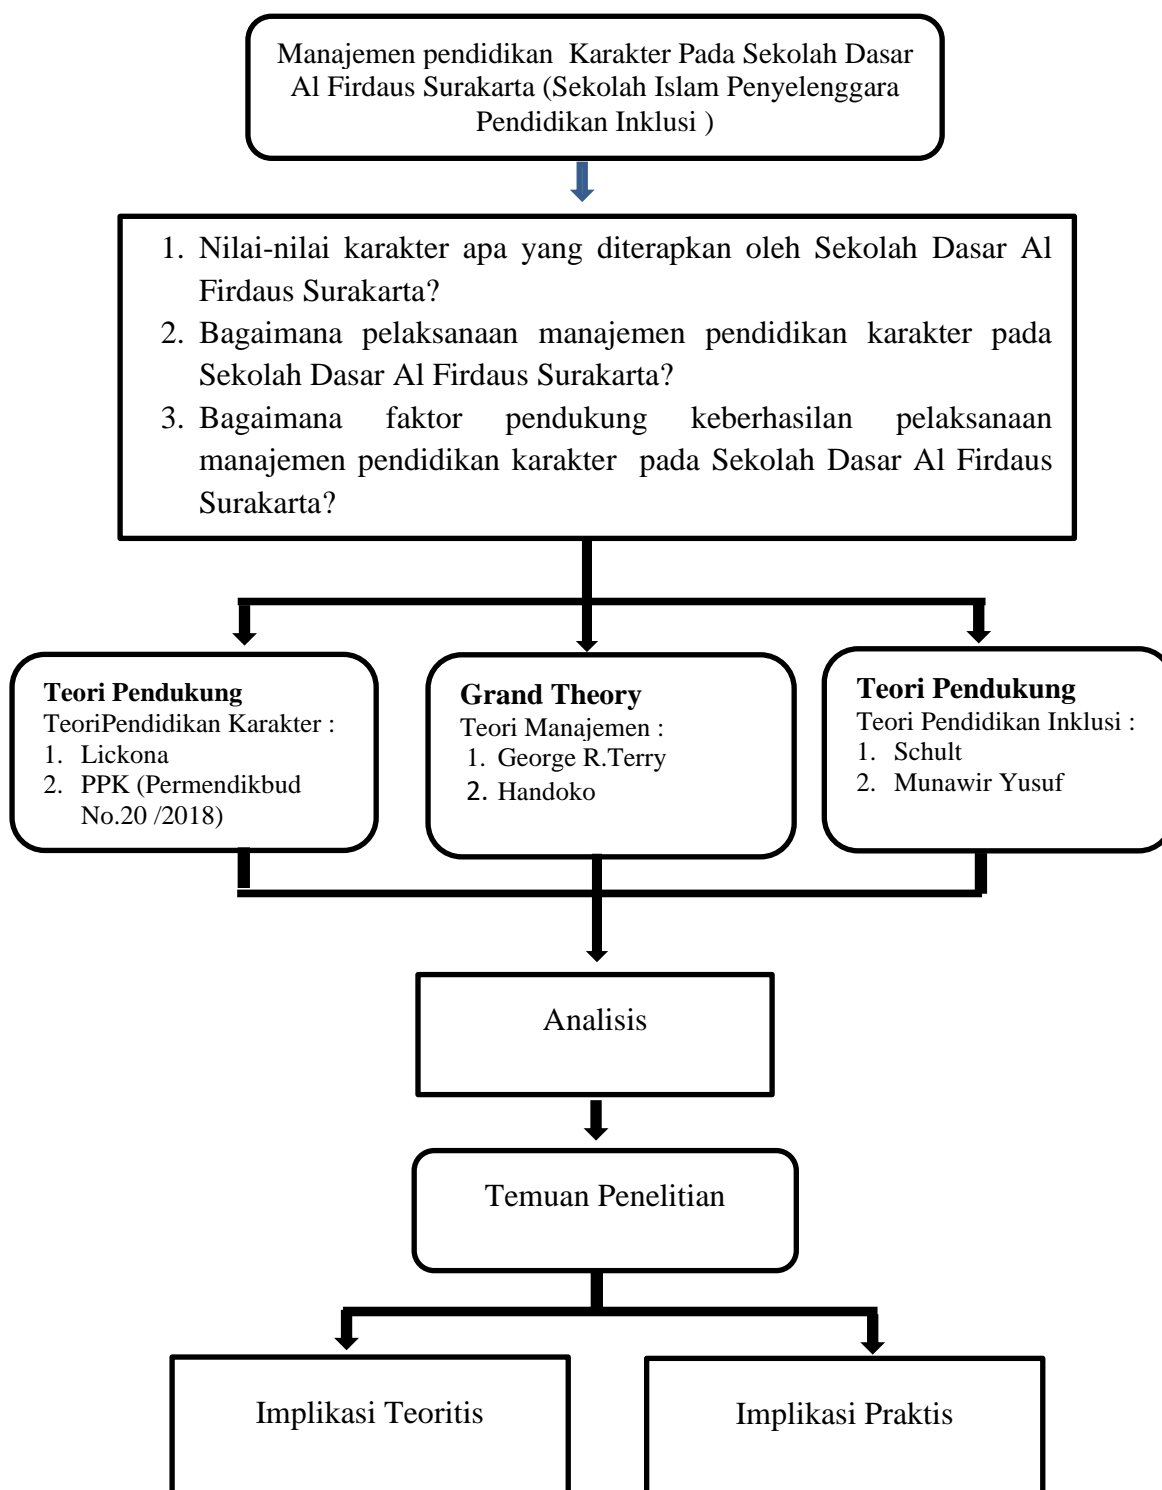 Manajemen pendidikan  Karakter Pada Sekolah Dasar
Al Firdaus Surakarta (Sekolah Islam Penyelenggara
Pendidikan Inklusi )
1. Nilai-nilai karakter apa yang diterapkan oleh Sekolah Dasar Al
Firdaus Surakarta?
2. Bagaimana pelaksanaan manajemen pendidikan karakter pada
Sekolah Dasar Al Firdaus Surakarta?
3. Bagaimana faktor pendukung keberhasilan pelaksanaan
manajemen pendidikan karakter  pada Sekolah Dasar Al Firdaus
Surakarta?
Teori Pendukung
TeoriPendidikan Karakter :
1. Lickona
2. PPK (Permendikbud
No.20 /2018)
Grand Theory
Teori Manajemen :
1. George R.Terry
2. Handoko
Teori Pendukung
Teori Pendidikan Inklusi :
1. Schult
2. Munawir Yusuf
Analisis
Temuan Penelitian
Implikasi Teoritis
Implikasi Praktis